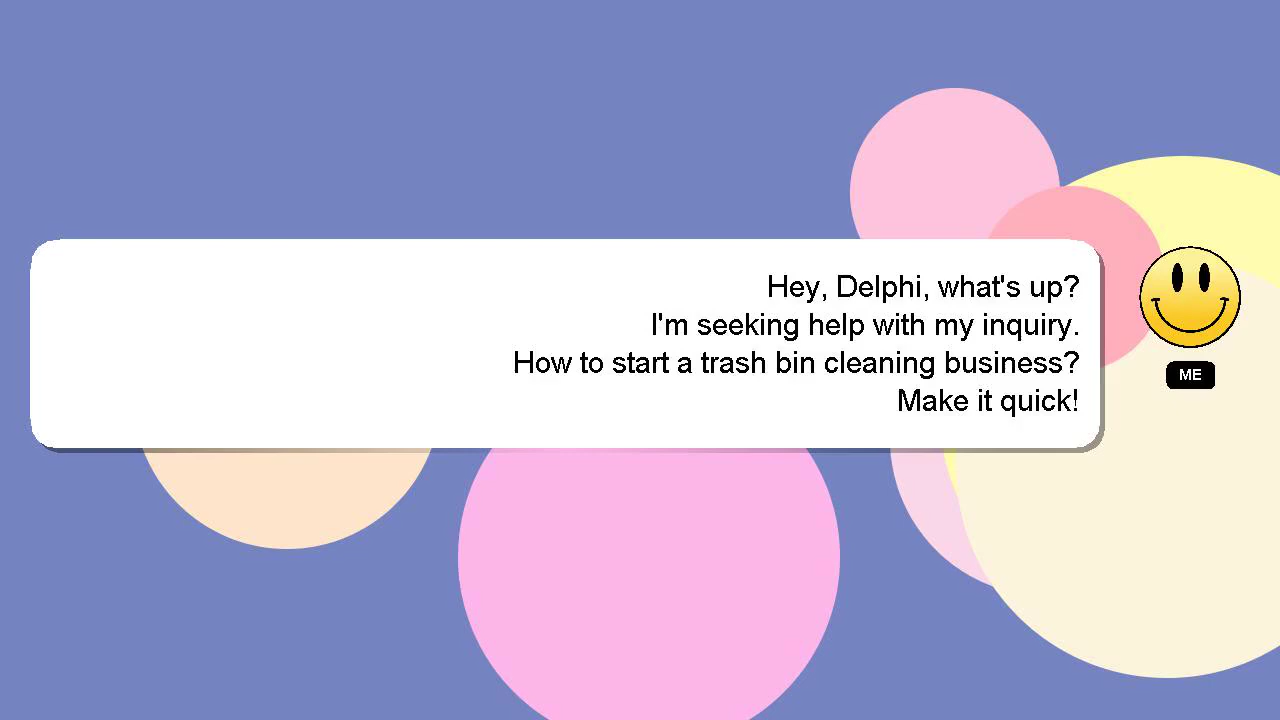 Hey, Delphi, what's up?
I'm seeking help with my inquiry.
How to start a trash bin cleaning business?
Make it quick!
ME